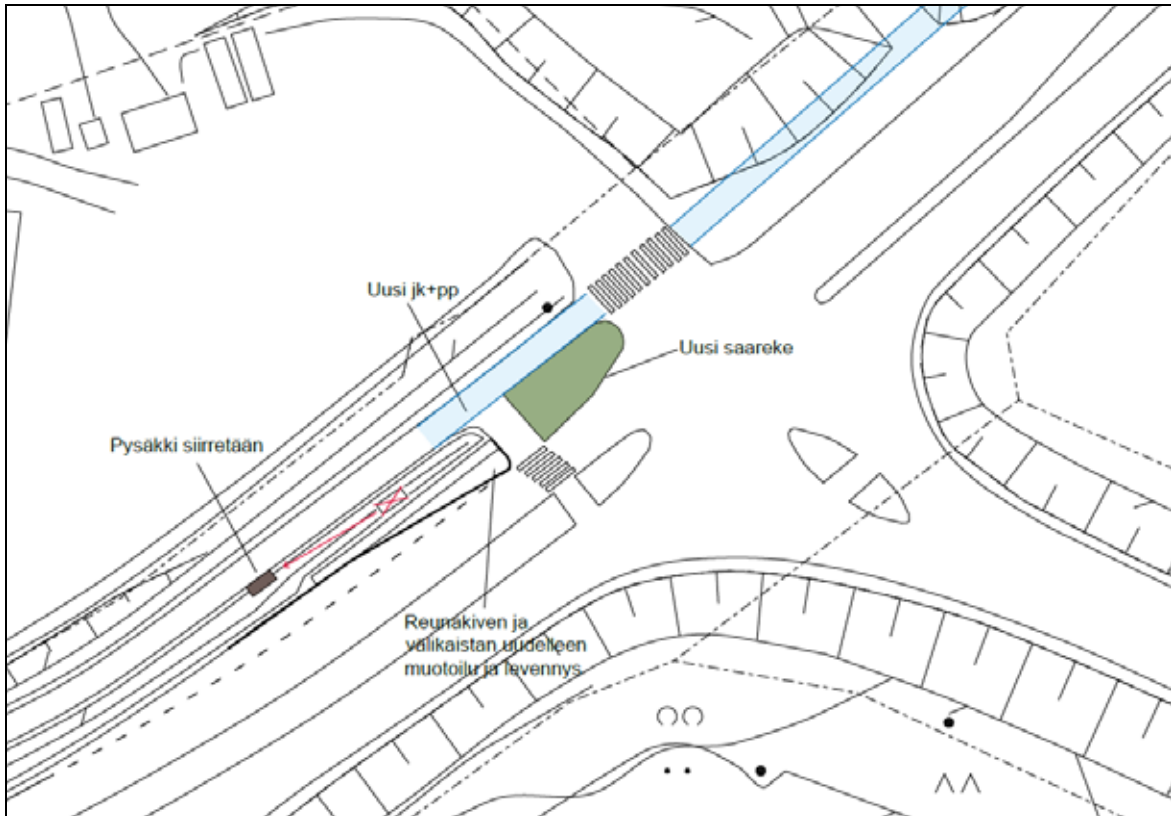 Uusi jk+pp
Uusi saareke
Pysäkki siirretään
Reunakiven ja
välikaistan uudelleen
muotoilu ja levennys